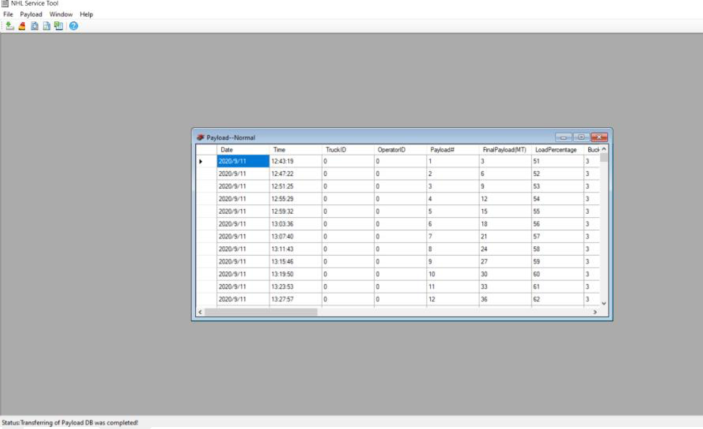 NHL Service Tool
File Payload Window Help
Payload--Normal
Date Time TruckID OperatorID Payload# FinalPayload(MT) LoadPercentage Buck
2020/9/11 12:43:19 0 0 1 3 51 3
2020/9/11 12:47:22 0 0 2 6 52 3
2020/9/11 12:51:25 0 0 3 9 53 3
2020/9/11 12:55:29 0 0 4 12 54 3
2020/9/11 12:59:32 0 0 5 15 55 3
2020/9/11 13:03:36 0 0 6 18 56 3
2020/9/11 13:07:40 0 0 7 21 57 3
2020/9/11 13:11:43 0 0 8 24 58 3
2020/9/11 13:15:46 0 0 9 27 59 3
2020/9/11 13:19:50 0 0 10 30 60 3
2020/9/11 13:23:53 0 0 11 33 61 3
2020/9/11 13:27:57 0 0 12 36 62 3
Status:Transferring of Payload DB was completed!